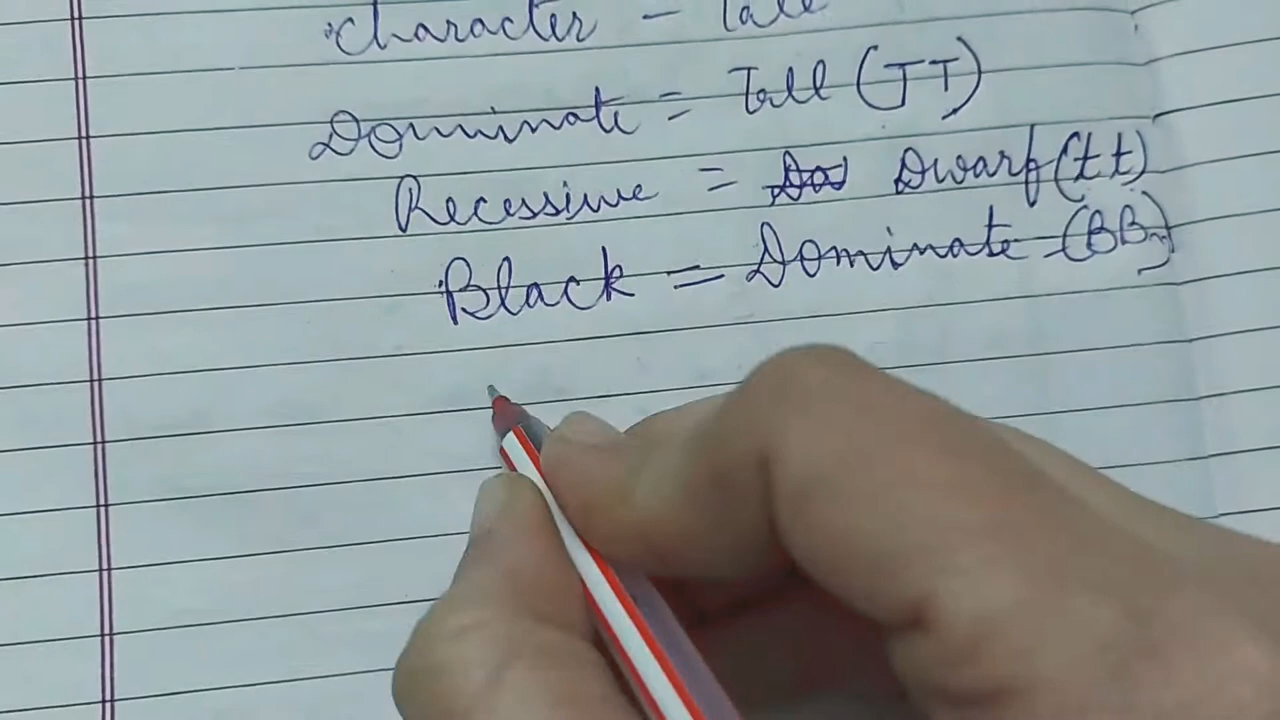 Character -
Dominate = Tall (TT)
Recessive = Dwarf (tt)
Black = Dominate (BB)